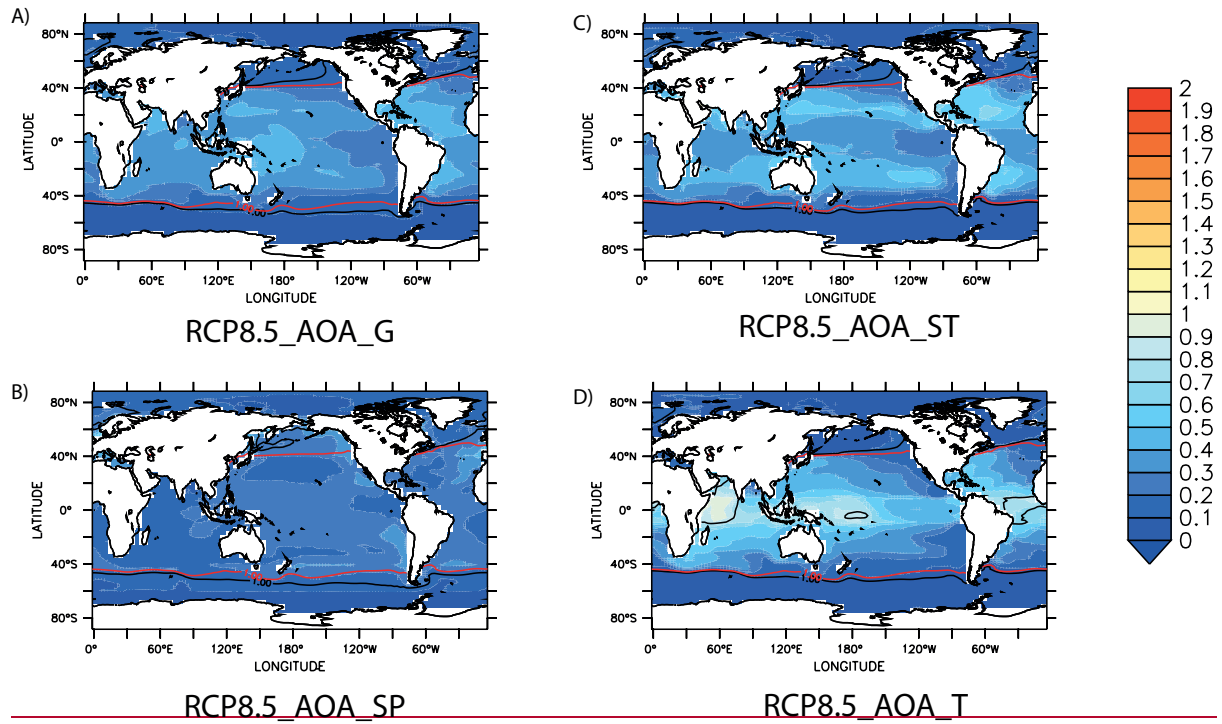 A)
80°N
40°N
0°
40°S
80°S
LATITUDE
1.00
0°
60°E
120°E
180°
120°W
60°W
LONGITUDE
RCP8.5_AOA_G
C)
80°N
40°N
0°
40°S
80°S
LATITUDE
1.00
0°
60°E
120°E
180°
120°W
60°W
LONGITUDE
RCP8.5_AOA_ST
B)
80°N
40°N
0°
40°S
80°S
LATITUDE
1.00
0°
60°E
120°E
180°
120°W
60°W
LONGITUDE
RCP8.5_AOA_SP
D)
80°N
40°N
0°
40°S
80°S
LATITUDE
1.00
0°
60°E
120°E
180°
120°W
60°W
LONGITUDE
RCP8.5_AOA_T
2
1.9
1.8
1.7
1.6
1.5
1.4
1.3
1.2
1.1
1
0.9
0.8
0.7
0.6
0.5
0.4
0.3
0.2
0.1
0